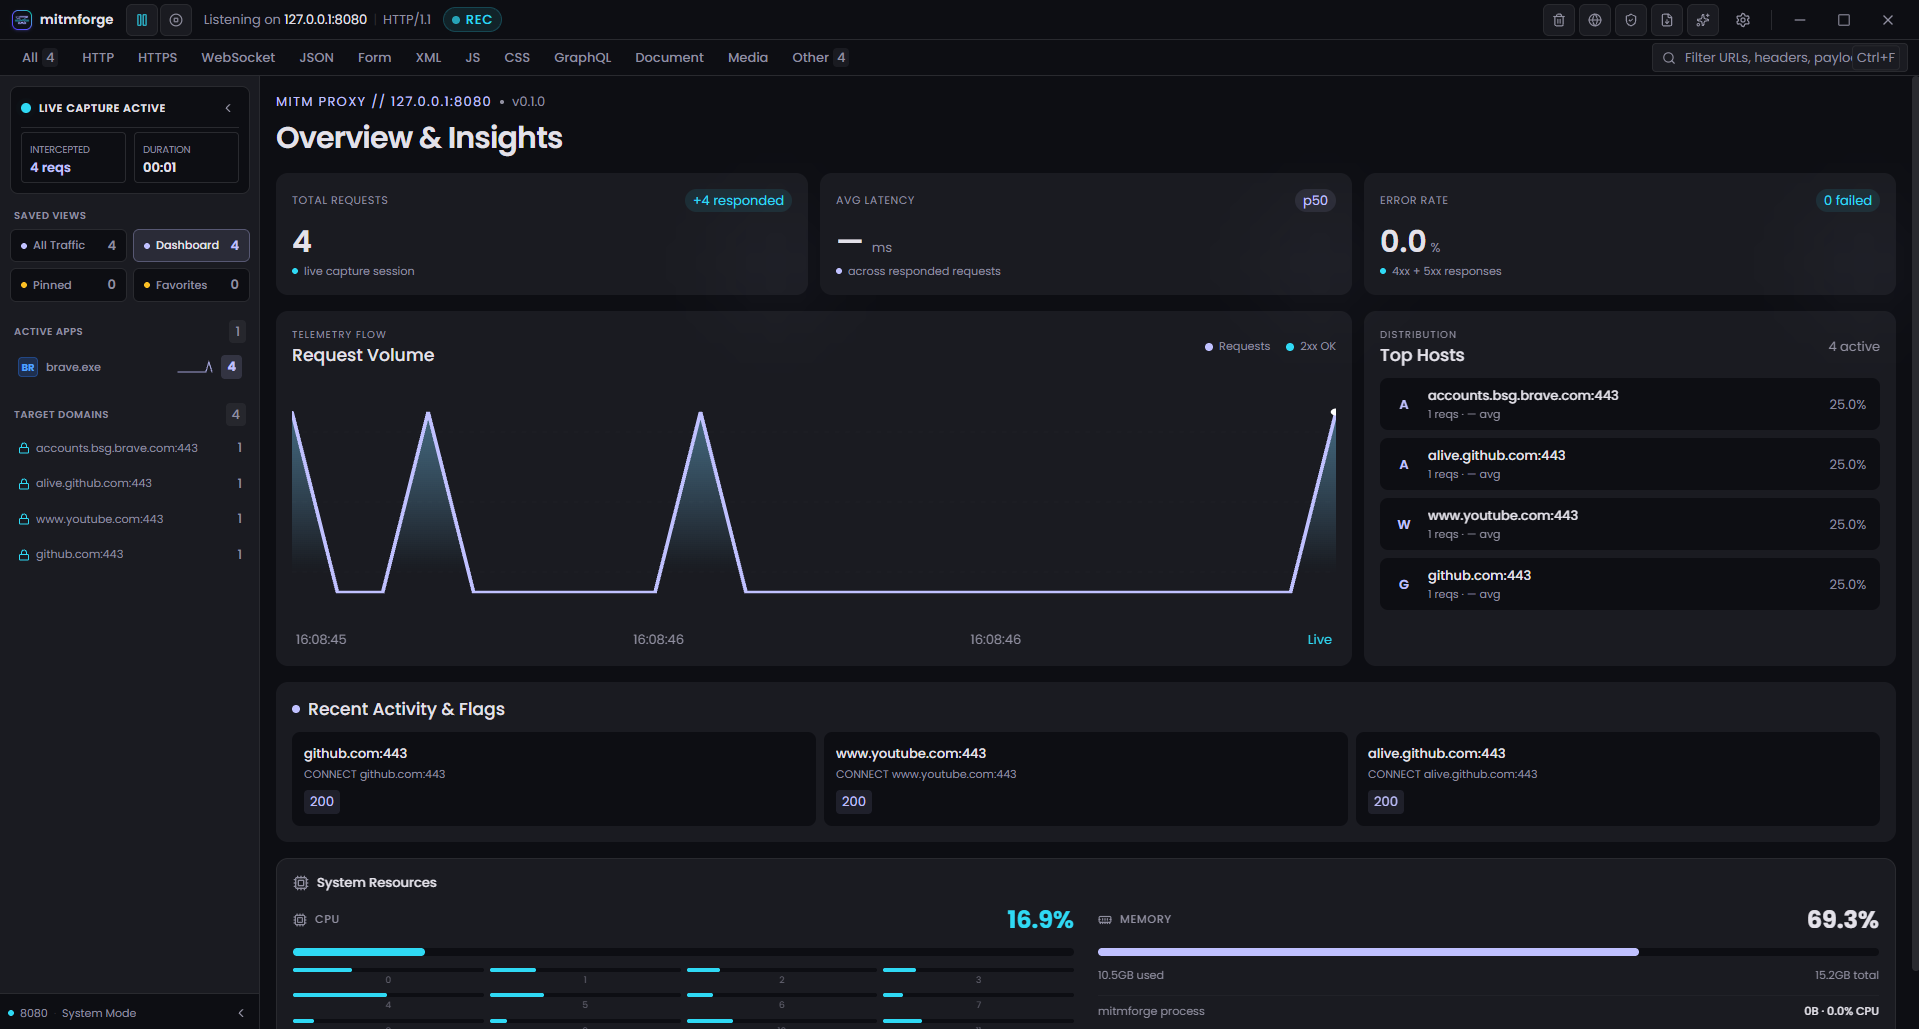 mitmforge
Listening on 127.0.0.1:8080 HTTP/1.1 REC
All 4 HTTP HTTPS WebSocket JSON Form XML JS CSS GraphQL Document Media Other 4
Filter URLs, headers, paylo Ctrl+F
LIVE CAPTURE ACTIVE
INTERCEPTED
4 reqs
DURATION
00:01
SAVED VIEWS
All Traffic 4
Dashboard 4
Pinned 0
Favorites 0
ACTIVE APPS 1
BR brave.exe 4
TARGET DOMAINS 4
accounts.bsg.brave.com:443 1
alive.github.com:443 1
www.youtube.com:443 1
github.com:443 1
8080 · System Mode
MITM PROXY // 127.0.0.1:8080 • v0.1.0
Overview & Insights
TOTAL REQUESTS +4 responded
4
live capture session
AVG LATENCY p50
— ms
across responded requests
ERROR RATE 0 failed
0.0 %
4xx + 5xx responses
TELEMETRY FLOW
Request Volume
Requests 2xx OK
16:08:45 16:08:46 16:08:46 Live
DISTRIBUTION
Top Hosts 4 active
A accounts.bsg.brave.com:443 25.0%
1 reqs · — avg
A alive.github.com:443 25.0%
1 reqs · — avg
W www.youtube.com:443 25.0%
1 reqs · — avg
G github.com:443 25.0%
1 reqs · — avg
Recent Activity & Flags
github.com:443
CONNECT github.com:443
200
www.youtube.com:443
CONNECT www.youtube.com:443
200
alive.github.com:443
CONNECT alive.github.com:443
200
System Resources
CPU 16.9%
0 1 2 3
4 5 6 7
MEMORY 69.3%
10.5GB used 15.2GB total
mitmforge process 0B · 0.0% CPU